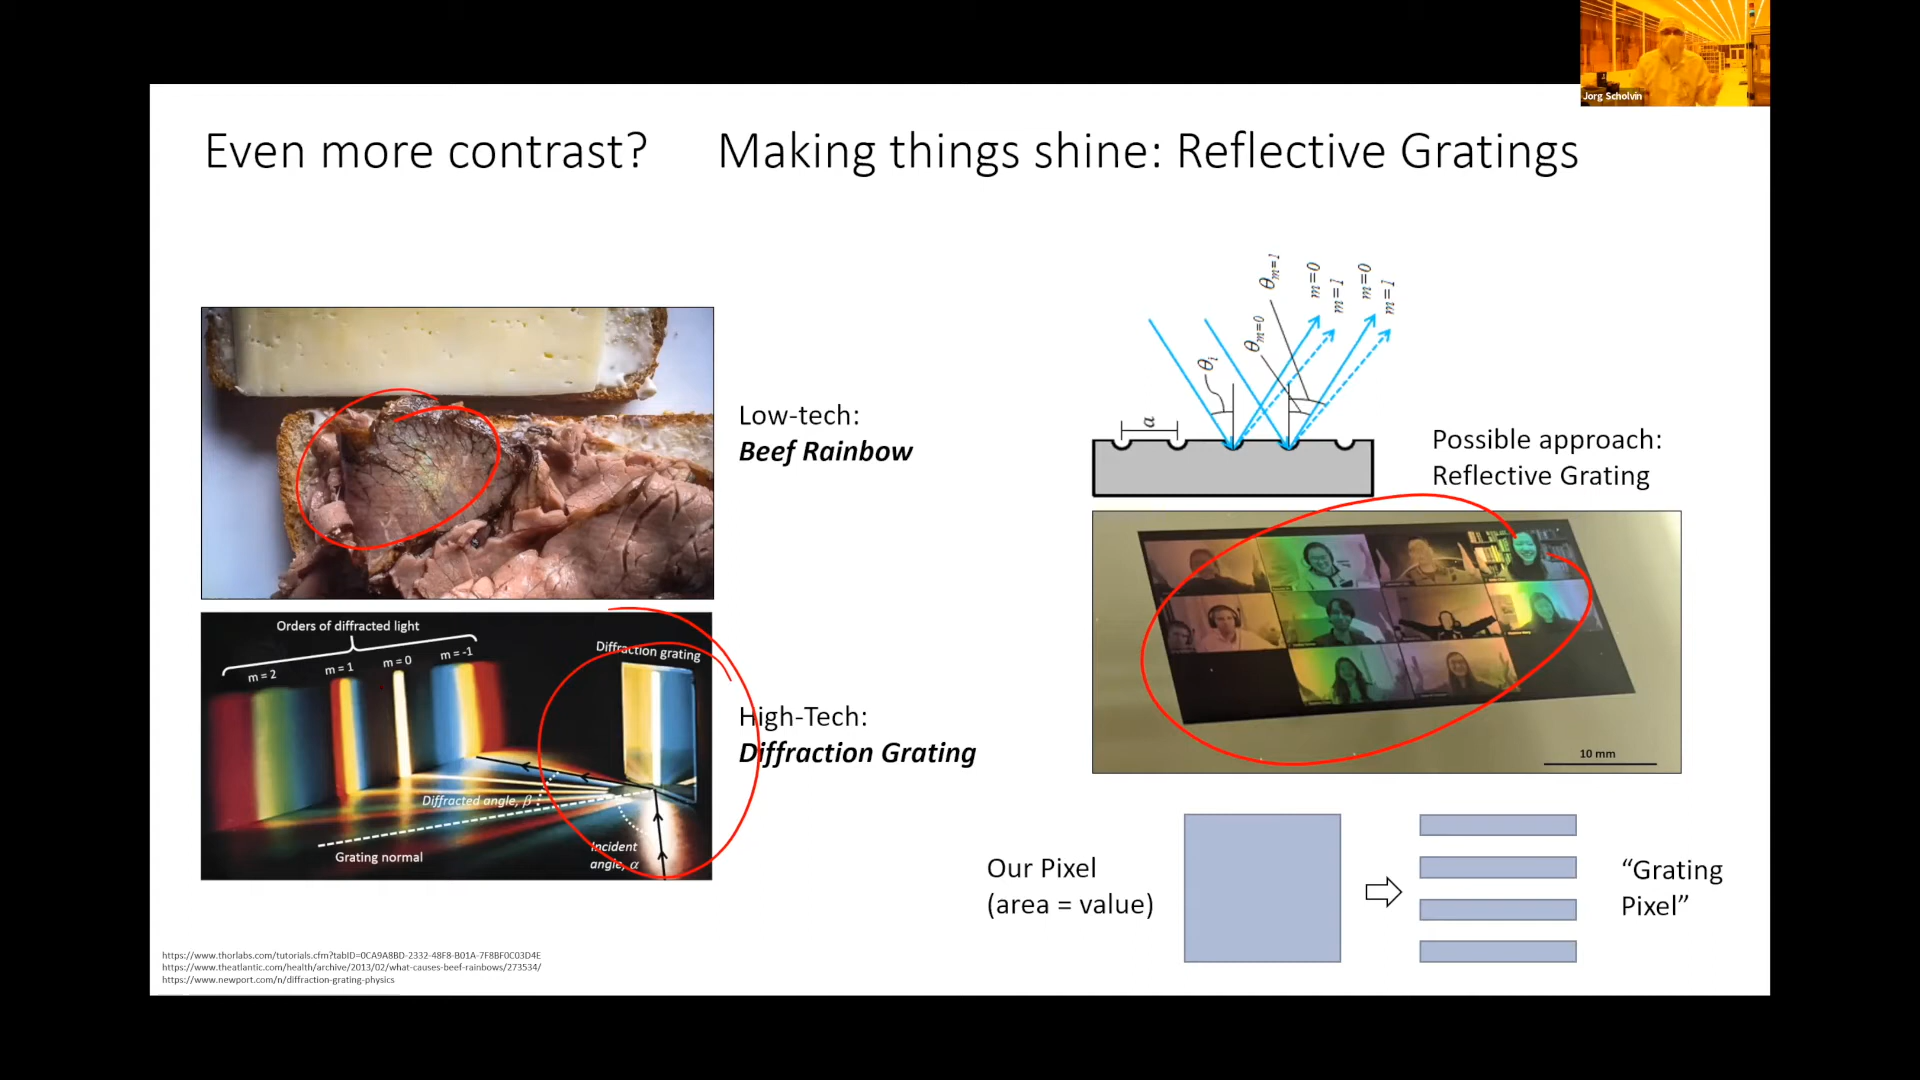 Jorg Scholvin
Even more contrast? Making things shine: Reflective Gratings
Low-tech:
Beef Rainbow
Orders of diffracted light
m = 2
m = 1
m = 0
m = -1
Diffraction grating
Diffracted angle, β
Grating normal
Incident
angle, α
High-Tech:
Diffraction Grating
θi
θm=0
θm=1
m=0
m=1
m=0
m=1
a
Possible approach:
Reflective Grating
10 mm
Our Pixel
(area = value)
“Grating
Pixel”
https://www.thorlabs.com/tutorials.cfm?tabID=0CA9A8BD-2332-48F8-B01A-7F8BF0C03D4E
https://www.theatlantic.com/health/archive/2013/02/what-causes-beef-rainbows/273534/
https://www.newport.com/n/diffraction-grating-physics